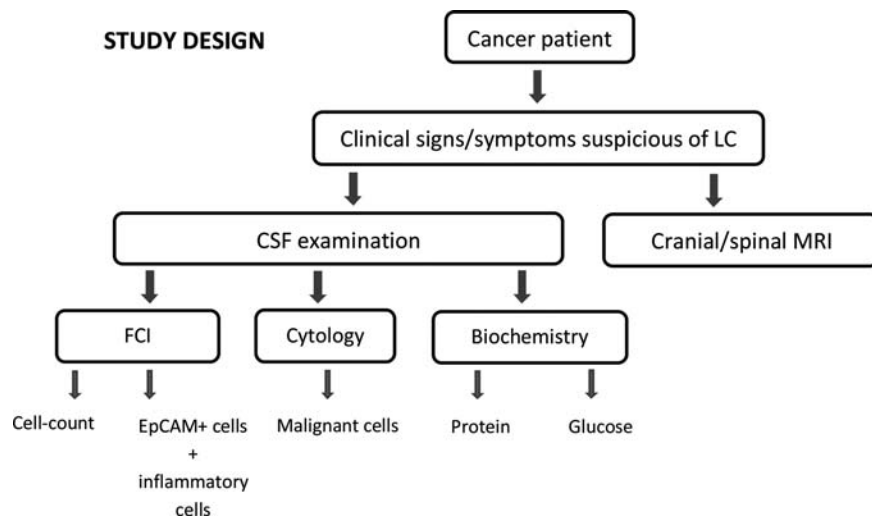 STUDY DESIGN
Cancer patient
Clinical signs/symptoms suspicious of LC
CSF examination
Cranial/spinal MRI
FCI
Cytology
Biochemistry
Cell-count
EpCAM+ cells
+
inflammatory
cells
Malignant cells
Protein
Glucose